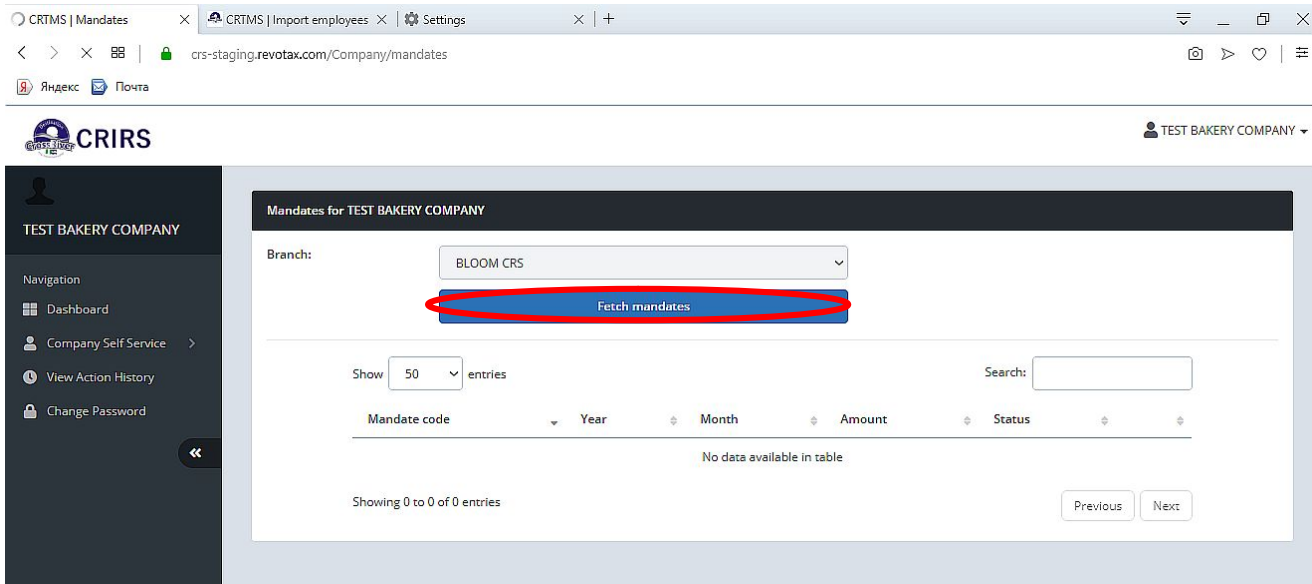 CRTMS | Mandates
CRTMS | Import employees
Settings
crs-staging.revotax.com/Company/mandates
Яндекс
Почта
CRIRS
TEST BAKERY COMPANY
TEST BAKERY COMPANY
Navigation
Dashboard
Company Self Service
View Action History
Change Password
Mandates for TEST BAKERY COMPANY
Branch:
BLOOM CRS
Fetch mandates
Show 50 entries
Search:
Mandate code Year Month Amount Status
No data available in table
Showing 0 to 0 of 0 entries
Previous Next